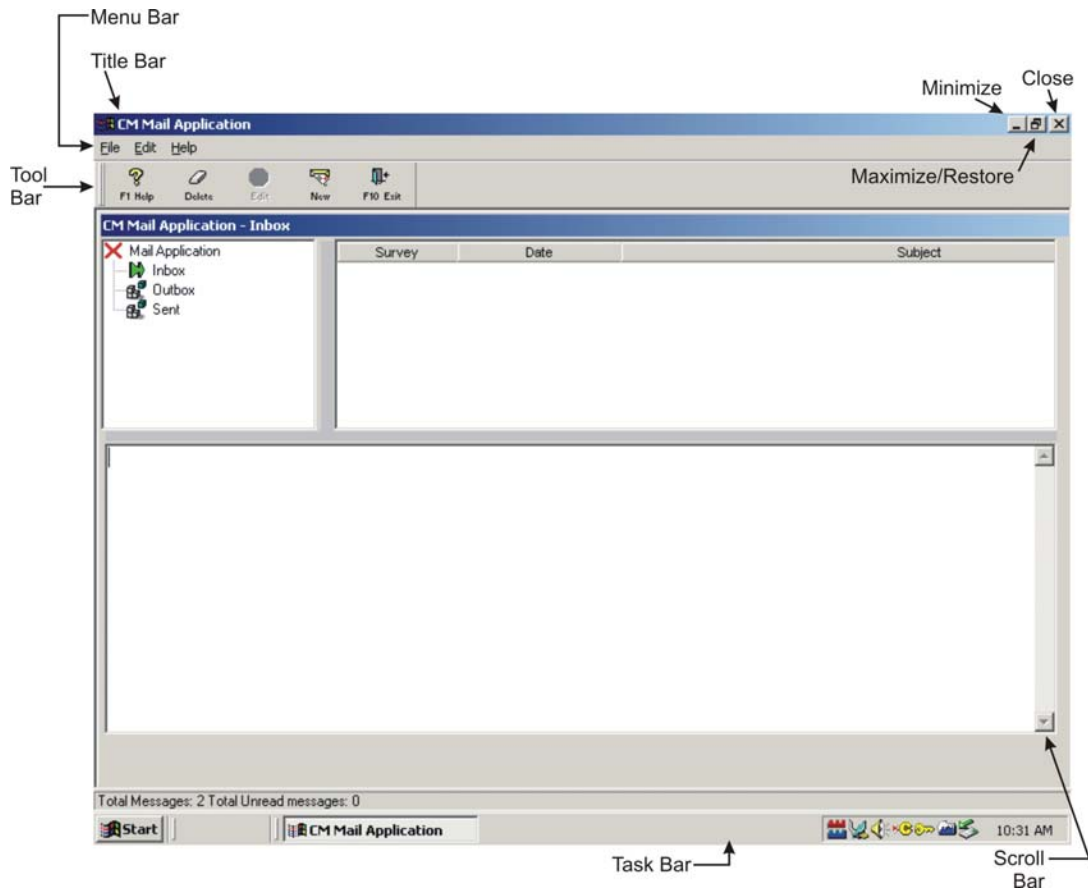 Menu Bar
Title Bar
Minimize
Close
CM Mail Application
File Edit Help
Tool
Bar
Maximize/Restore
F1 Help Delete Edit New F10 Exit
CM Mail Application - Inbox
Mail Application
Inbox
Outbox
Sent
Survey Date Subject
Total Messages: 2 Total Unread messages: 0
Start
CM Mail Application
10:31 AM
Task Bar
Scroll
Bar